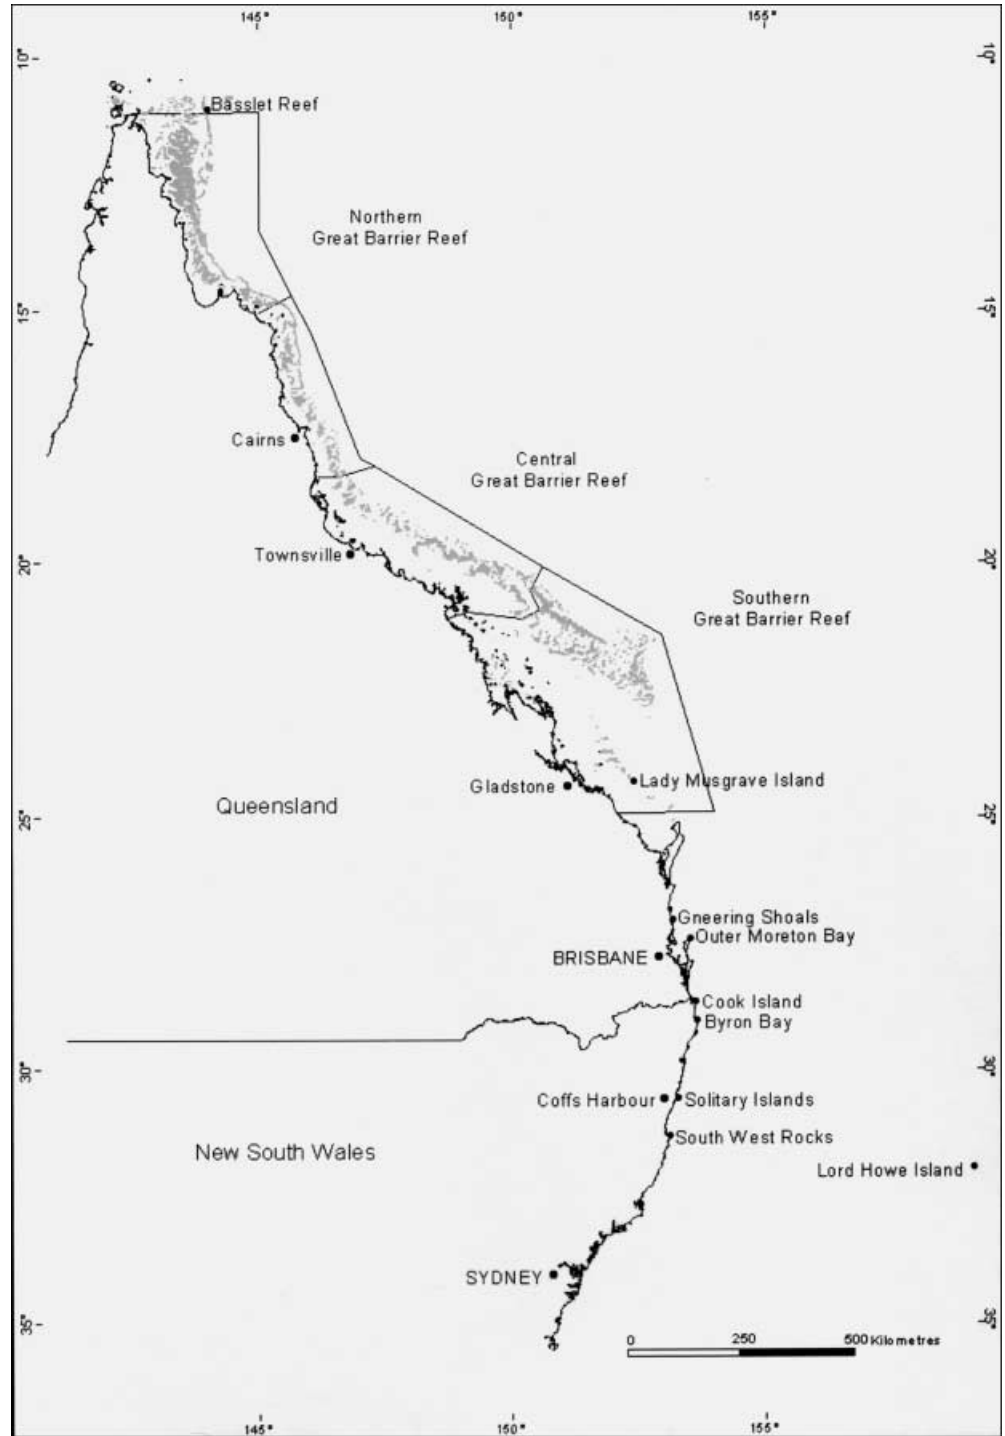 145°
150°
155°
10°
10°
Basslet Reef
Northern
Great Barrier Reef
15°
15°
Cairns
Central
Great Barrier Reef
Townsville
20°
20°
Southern
Great Barrier Reef
Gladstone
Lady Musgrave Island
Queensland
25°
25°
Gneering Shoals
Outer Moreton Bay
BRISBANE
Cook Island
Byron Bay
30°
30°
Coffs Harbour
Solitary Islands
South West Rocks
New South Wales
Lord Howe Island
SYDNEY
35°
35°
0 250 500 Kilometres
145°
150°
155°